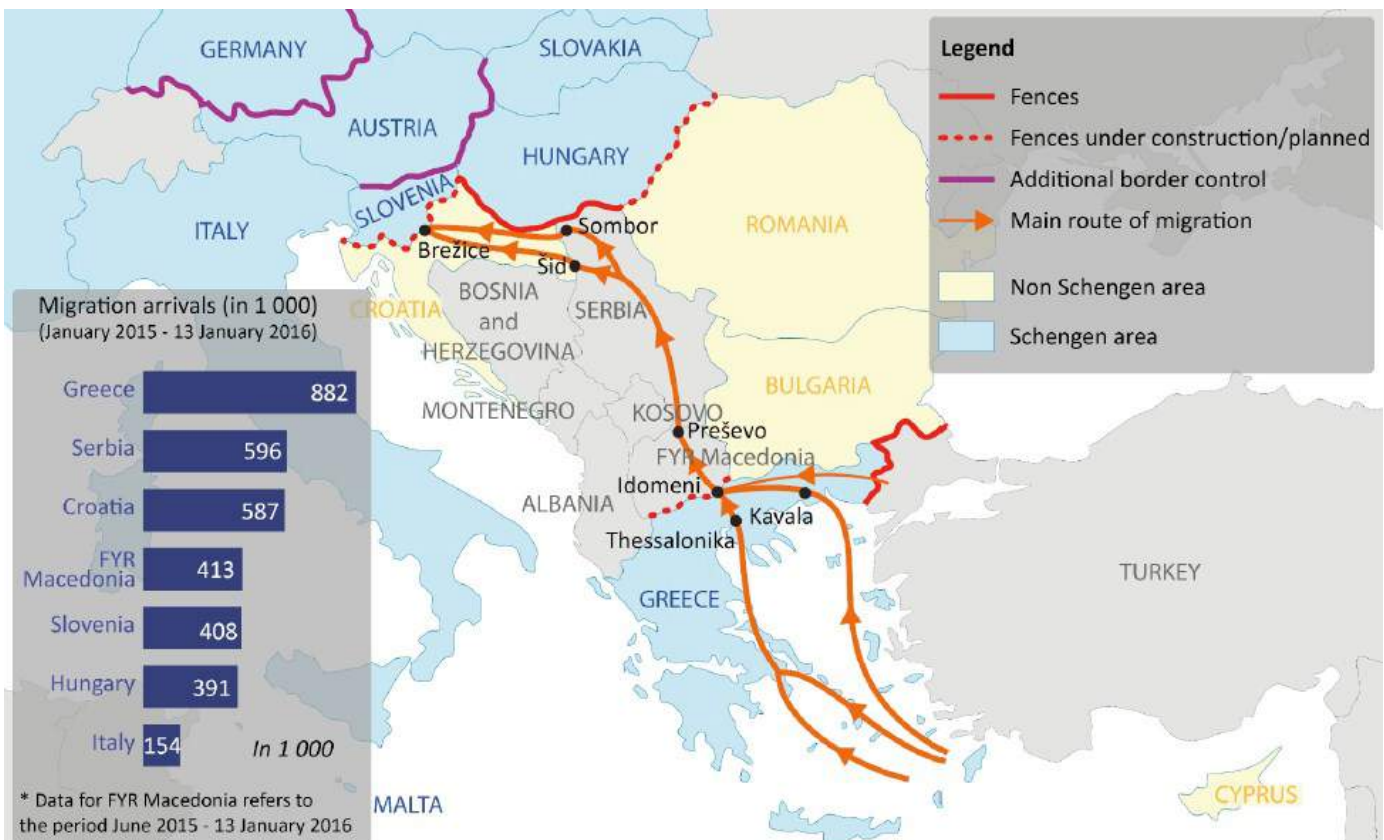 GERMANY
SLOVAKIA
AUSTRIA
HUNGARY
SLOVENIA
ITALY
ROMANIA
Sombor
Brežice
Šid
CROATIA
BOSNIA
and
HERZEGOVINA
SERBIA
BULGARIA
MONTENEGRO
KOSOVO
Preševo
FYR Macedonia
Idomeni
ALBANIA
Kavala
Thessalonika
GREECE
TURKEY
MALTA
CYPRUS
Legend
Fences
Fences under construction/planned
Additional border control
Main route of migration
Non Schengen area
Schengen area
Migration arrivals (in 1 000)
(January 2015 - 13 January 2016)
Greece 882
Serbia 596
Croatia 587
FYR
Macedonia 413
Slovenia 408
Hungary 391
Italy 154
In 1 000
* Data for FYR Macedonia refers to
the period June 2015 - 13 January 2016